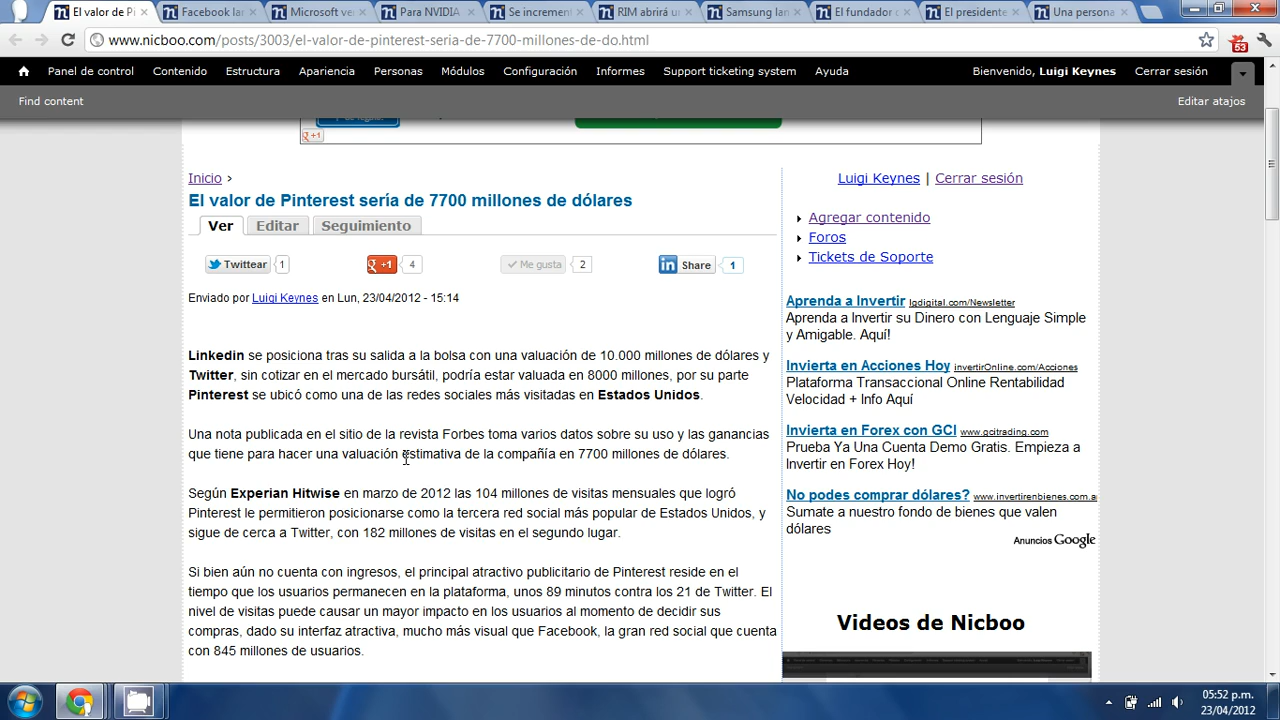 El valor de Pi
Facebook lan
Microsoft ve
Para NVIDIA
Se increment
RIM abrirá u
Samsung lan
El fundador
El presidente
Una persona
www.nicboo.com/posts/3003/el-valor-de-pinterest-seria-de-7700-millones-de-do.html
53
Panel de control Contenido Estructura Apariencia Personas Módulos Configuración Informes Support ticketing system Ayuda Bienvenido, Luigi Keynes Cerrar sesión
Find content Editar atajos
+1
Inicio ›
El valor de Pinterest sería de 7700 millones de dólares
Ver Editar Seguimiento
Twittear 1 +1 4 Me gusta 2 in Share 1
Enviado por Luigi Keynes en Lun, 23/04/2012 - 15:14
Linkedin se posiciona tras su salida a la bolsa con una valuación de 10.000 millones de dólares y
Twitter, sin cotizar en el mercado bursátil, podría estar valuada en 8000 millones, por su parte
Pinterest se ubicó como una de las redes sociales más visitadas en Estados Unidos.
Una nota publicada en el sitio de la revista Forbes toma varios datos sobre su uso y las ganancias
que tiene para hacer una valuación estimativa de la compañía en 7700 millones de dólares.
Según Experian Hitwise en marzo de 2012 las 104 millones de visitas mensuales que logró
Pinterest le permitieron posicionarse como la tercera red social más popular de Estados Unidos, y
sigue de cerca a Twitter, con 182 millones de visitas en el segundo lugar.
Si bien aún no cuenta con ingresos, el principal atractivo publicitario de Pinterest reside en el
tiempo que los usuarios permanecen en la plataforma, unos 89 minutos contra los 21 de Twitter. El
nivel de visitas puede causar un mayor impacto en los usuarios al momento de decidir sus
compras, dado su interfaz atractiva, mucho más visual que Facebook, la gran red social que cuenta
con 845 millones de usuarios.
Luigi Keynes | Cerrar sesión
Agregar contenido
Foros
Tickets de Soporte
Aprenda a Invertir lqdigital.com/Newsletter
Aprenda a Invertir su Dinero con Lenguaje Simple
y Amigable. Aquí!
Invierta en Acciones Hoy invertirOnline.com/Acciones
Plataforma Transaccional Online Rentabilidad
Velocidad + Info Aquí
Invierta en Forex con GCI www.gcitrading.com
Prueba Ya Una Cuenta Demo Gratis. Empieza a
Invertir en Forex Hoy!
No podes comprar dólares? www.invertirenbienes.com.a
Sumate a nuestro fondo de bienes que valen
dólares
Anuncios Google
Videos de Nicboo
05:52 p.m.
23/04/2012